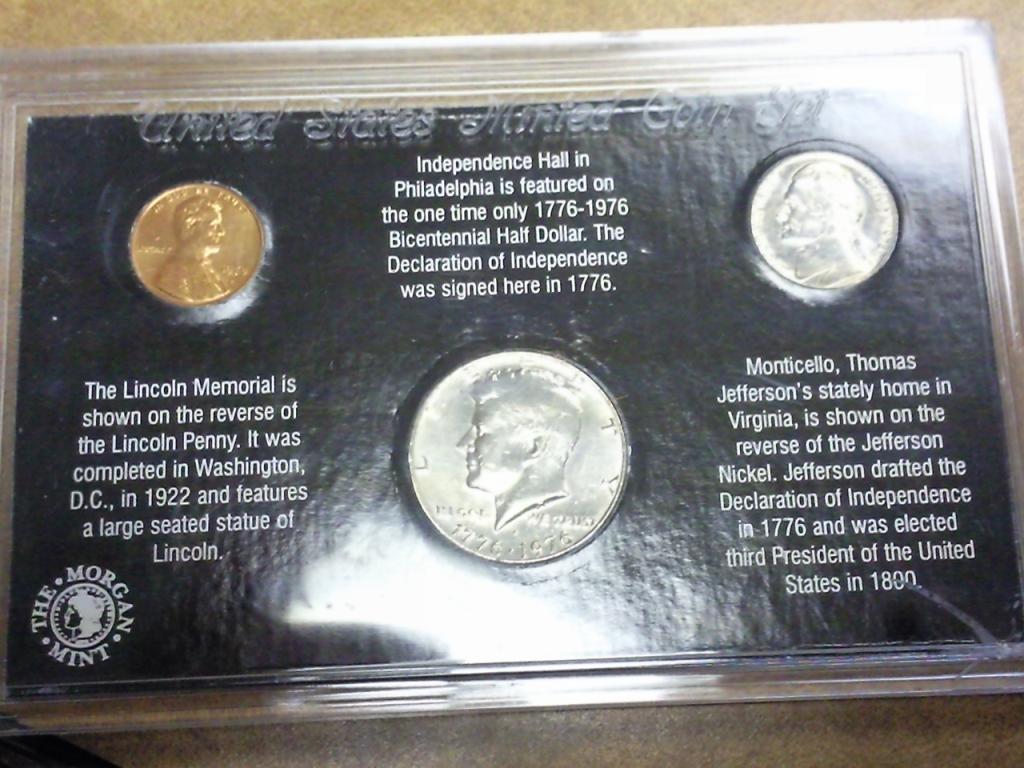 United States Minted Coin Set
Independence Hall in
Philadelphia is featured on
the one time only 1776-1976
Bicentennial Half Dollar. The
Declaration of Independence
was signed here in 1776.
The Lincoln Memorial is
shown on the reverse of
the Lincoln Penny. It was
completed in Washington,
D.C., in 1922 and features
a large seated statue of
Lincoln.
L T Y
1776·1976
Monticello, Thomas
Jefferson's stately home in
Virginia, is shown on the
reverse of the Jefferson
Nickel. Jefferson drafted the
Declaration of Independence
in 1776 and was elected
third President of the United
States in 1800.
THE • MORGAN • MINT •